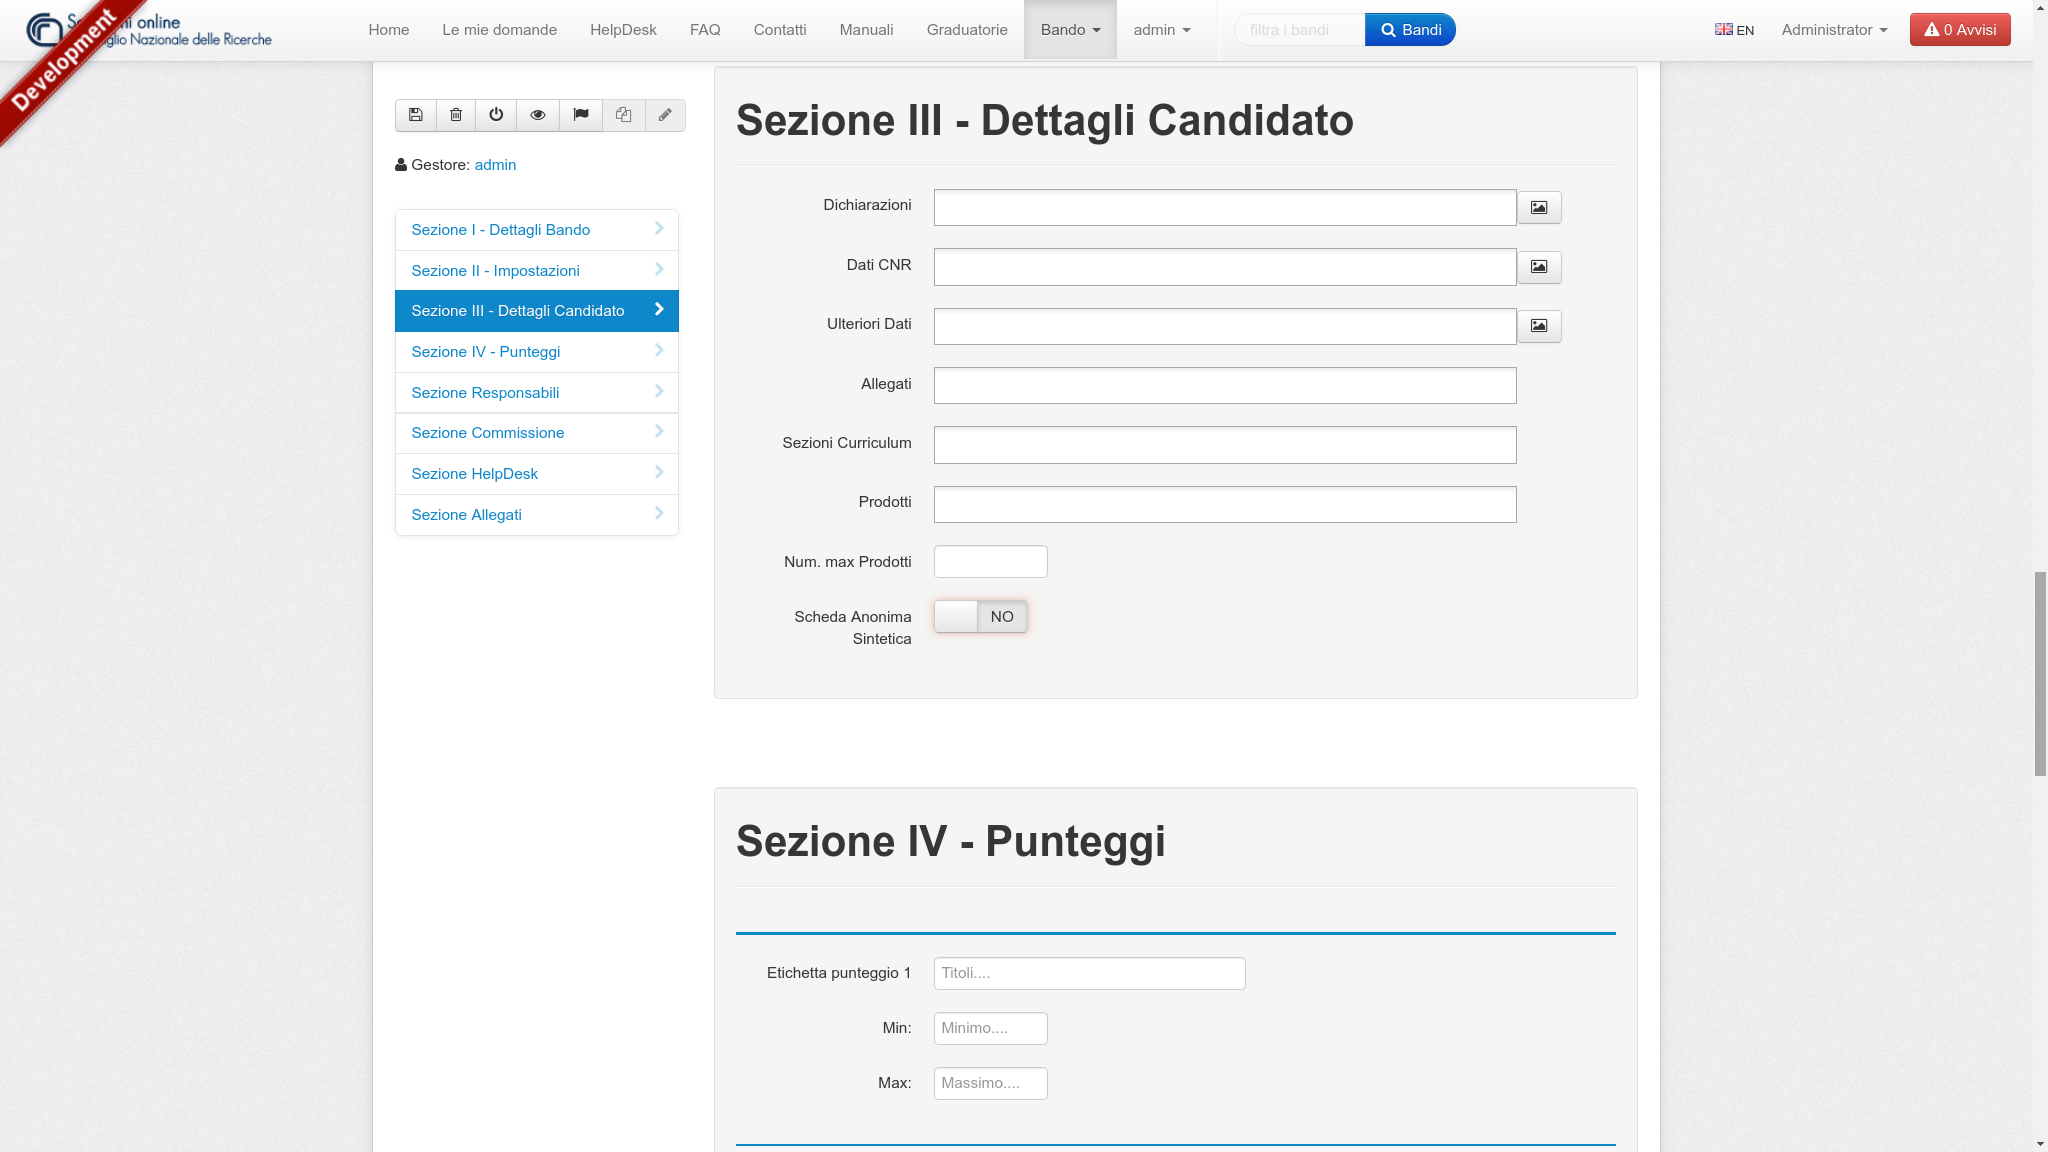 Development
online
Nazionale delle Ricerche
Home
Le mie domande
HelpDesk
FAQ
Contatti
Manuali
Graduatorie
Bando
admin
filtra i bandi
Bandi
EN
Administrator
0 Avvisi
Gestore: admin
Sezione I - Dettagli Bando
Sezione II - Impostazioni
Sezione III - Dettagli Candidato
Sezione IV - Punteggi
Sezione Responsabili
Sezione Commissione
Sezione HelpDesk
Sezione Allegati
Sezione III - Dettagli Candidato
Dichiarazioni
Dati CNR
Ulteriori Dati
Allegati
Sezioni Curriculum
Prodotti
Num. max Prodotti
Scheda Anonima
Sintetica
NO
Sezione IV - Punteggi
Etichetta punteggio 1
Titoli....
Min:
Minimo....
Max:
Massimo....